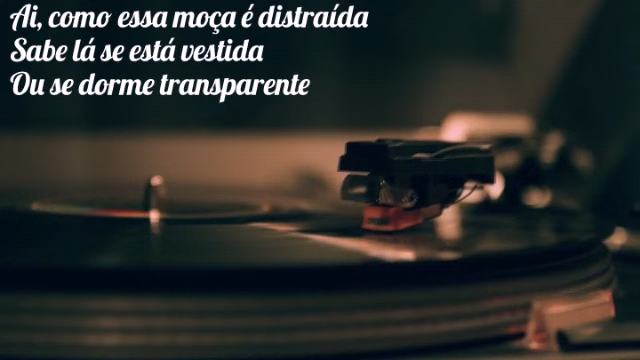 Ai, como essa moça é distraída
Sabe lá se está vestida
Ou se dorme transparente